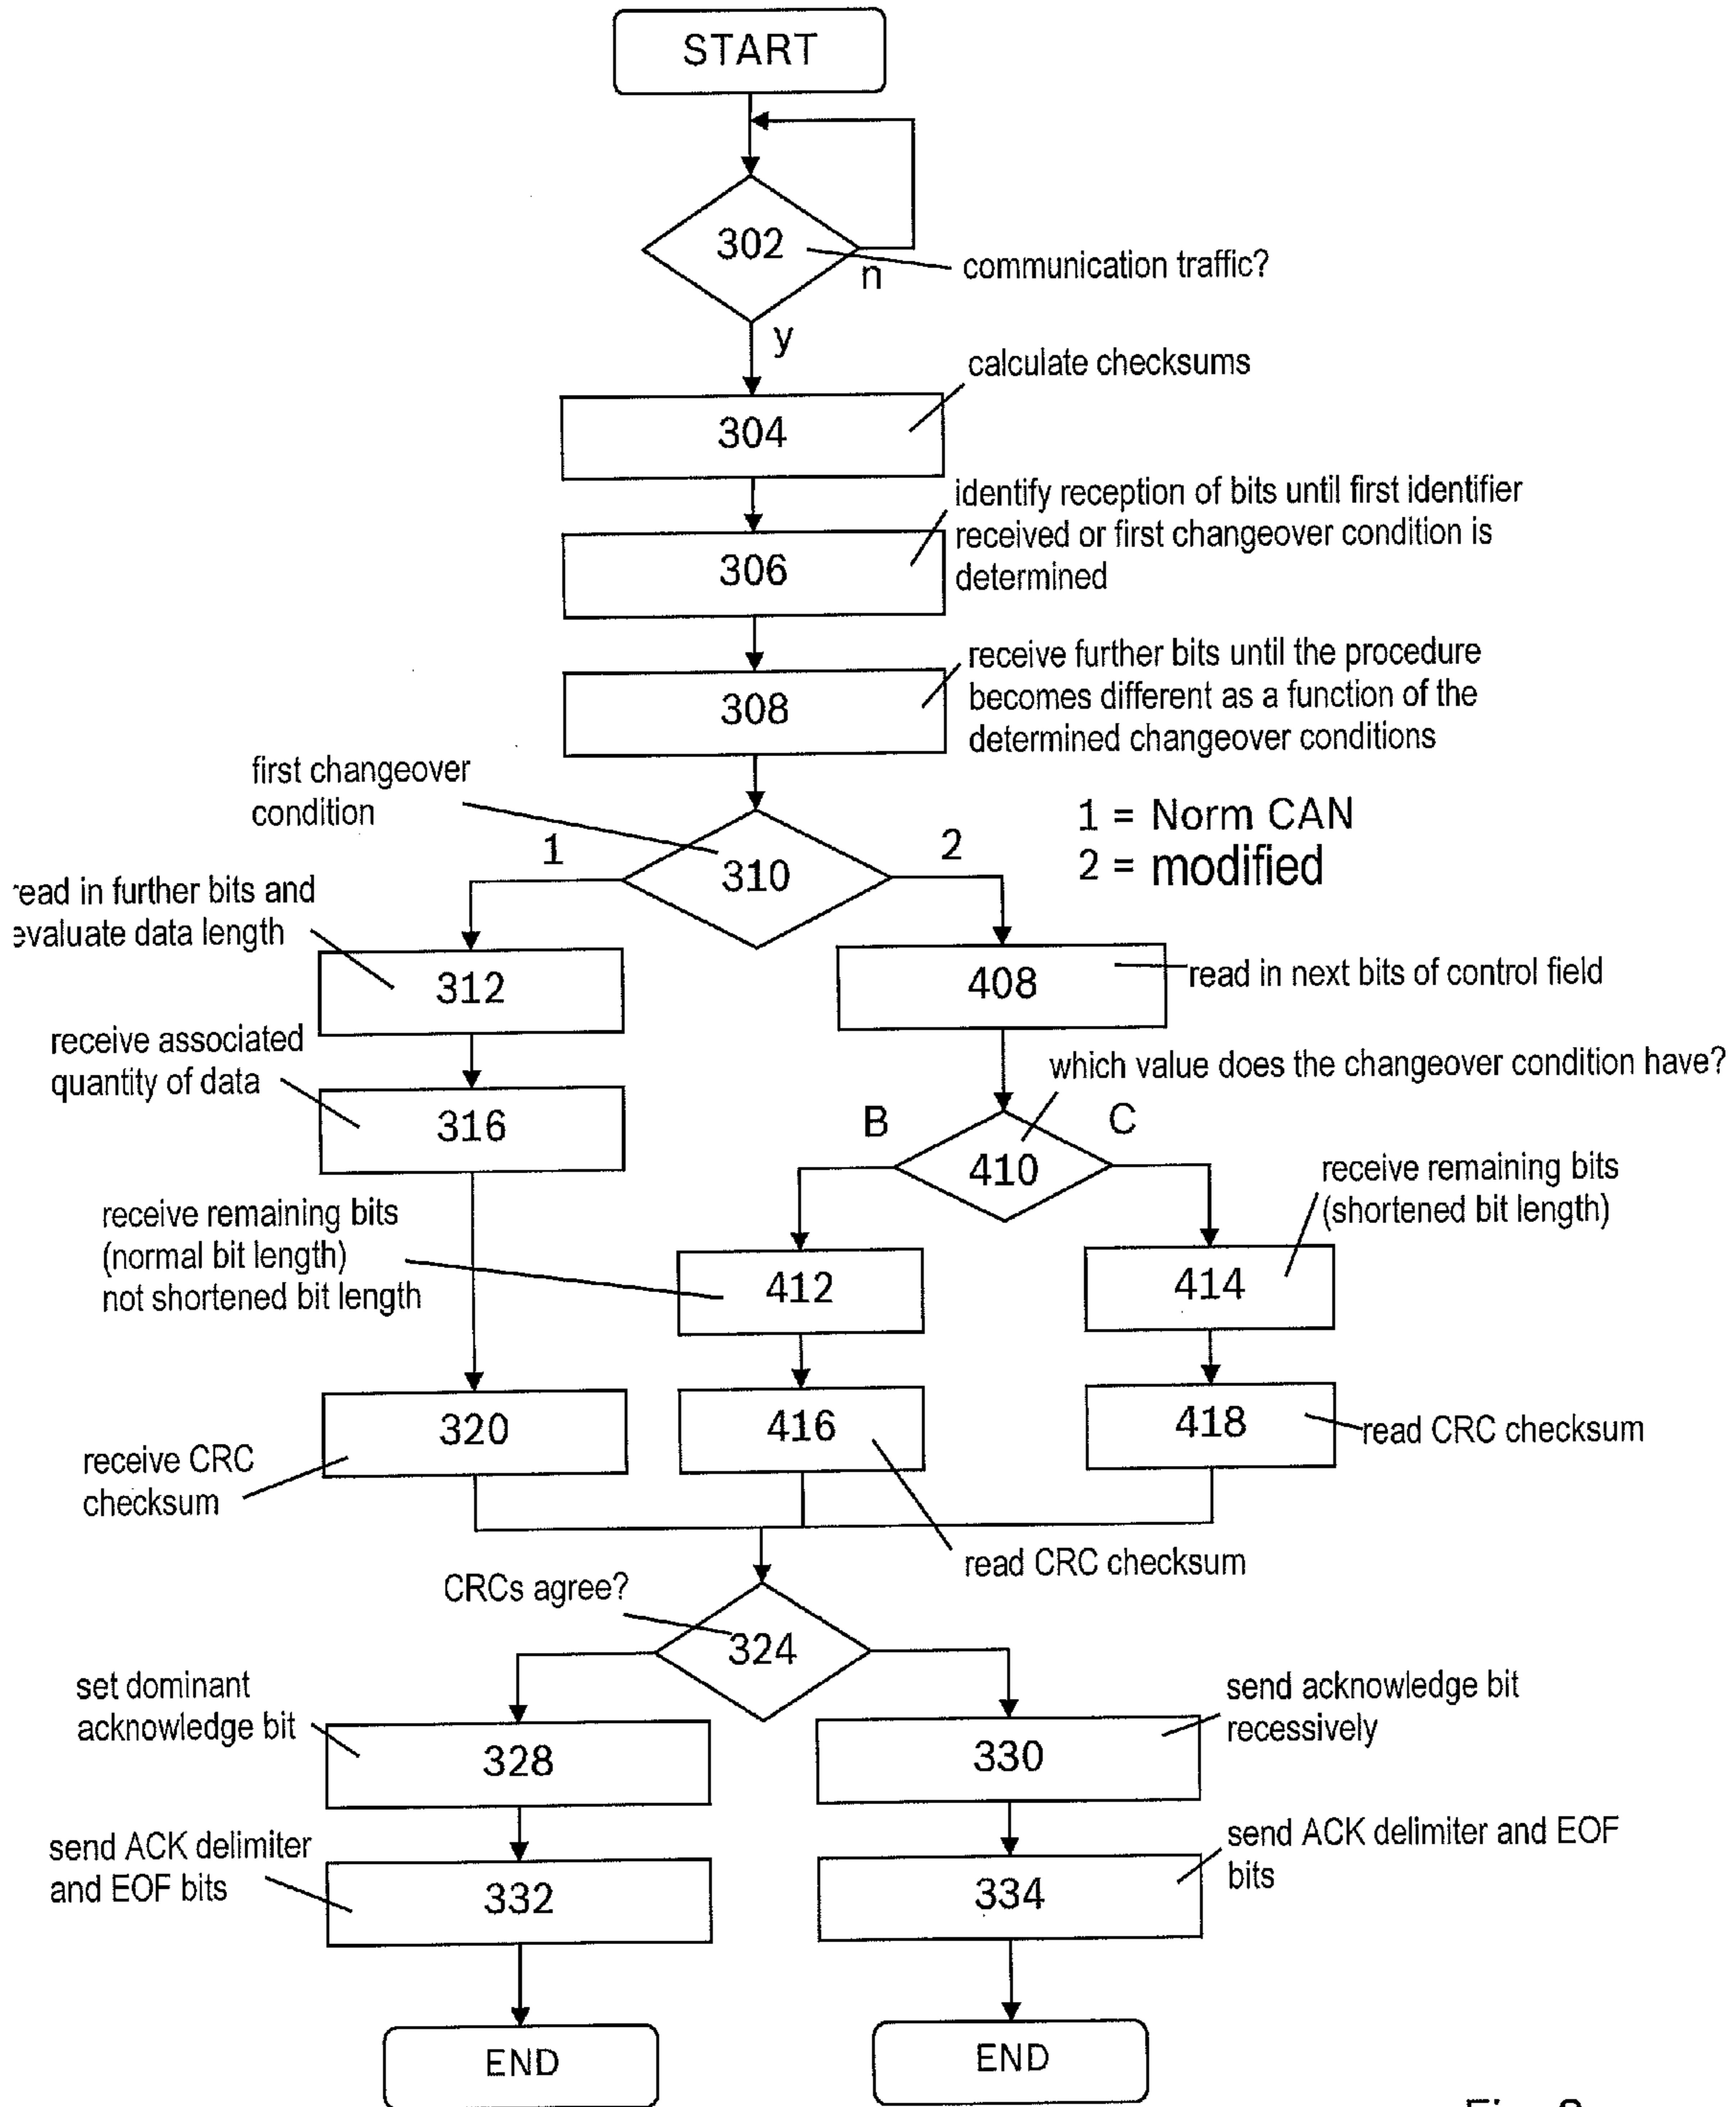 START
302
n
communication traffic?
y
calculate checksums
304
identify reception of bits until first identifier
received or first changeover condition is
determined
306
receive further bits until the procedure
becomes different as a function of the
determined changeover conditions
308
first changeover
condition
1 = Norm CAN
2 = modified
1
2
310
read in further bits and
evaluate data length
312
408
read in next bits of control field
receive associated
quantity of data
316
which value does the changeover condition have?
B
C
410
receive remaining bits
(shortened bit length)
receive remaining bits
(normal bit length)
not shortened bit length
412
414
320
416
418
read CRC checksum
receive CRC
checksum
read CRC checksum
CRCs agree?
324
set dominant
acknowledge bit
send acknowledge bit
recessively
328
330
send ACK delimiter
and EOF bits
send ACK delimiter and EOF
bits
332
334
END
END